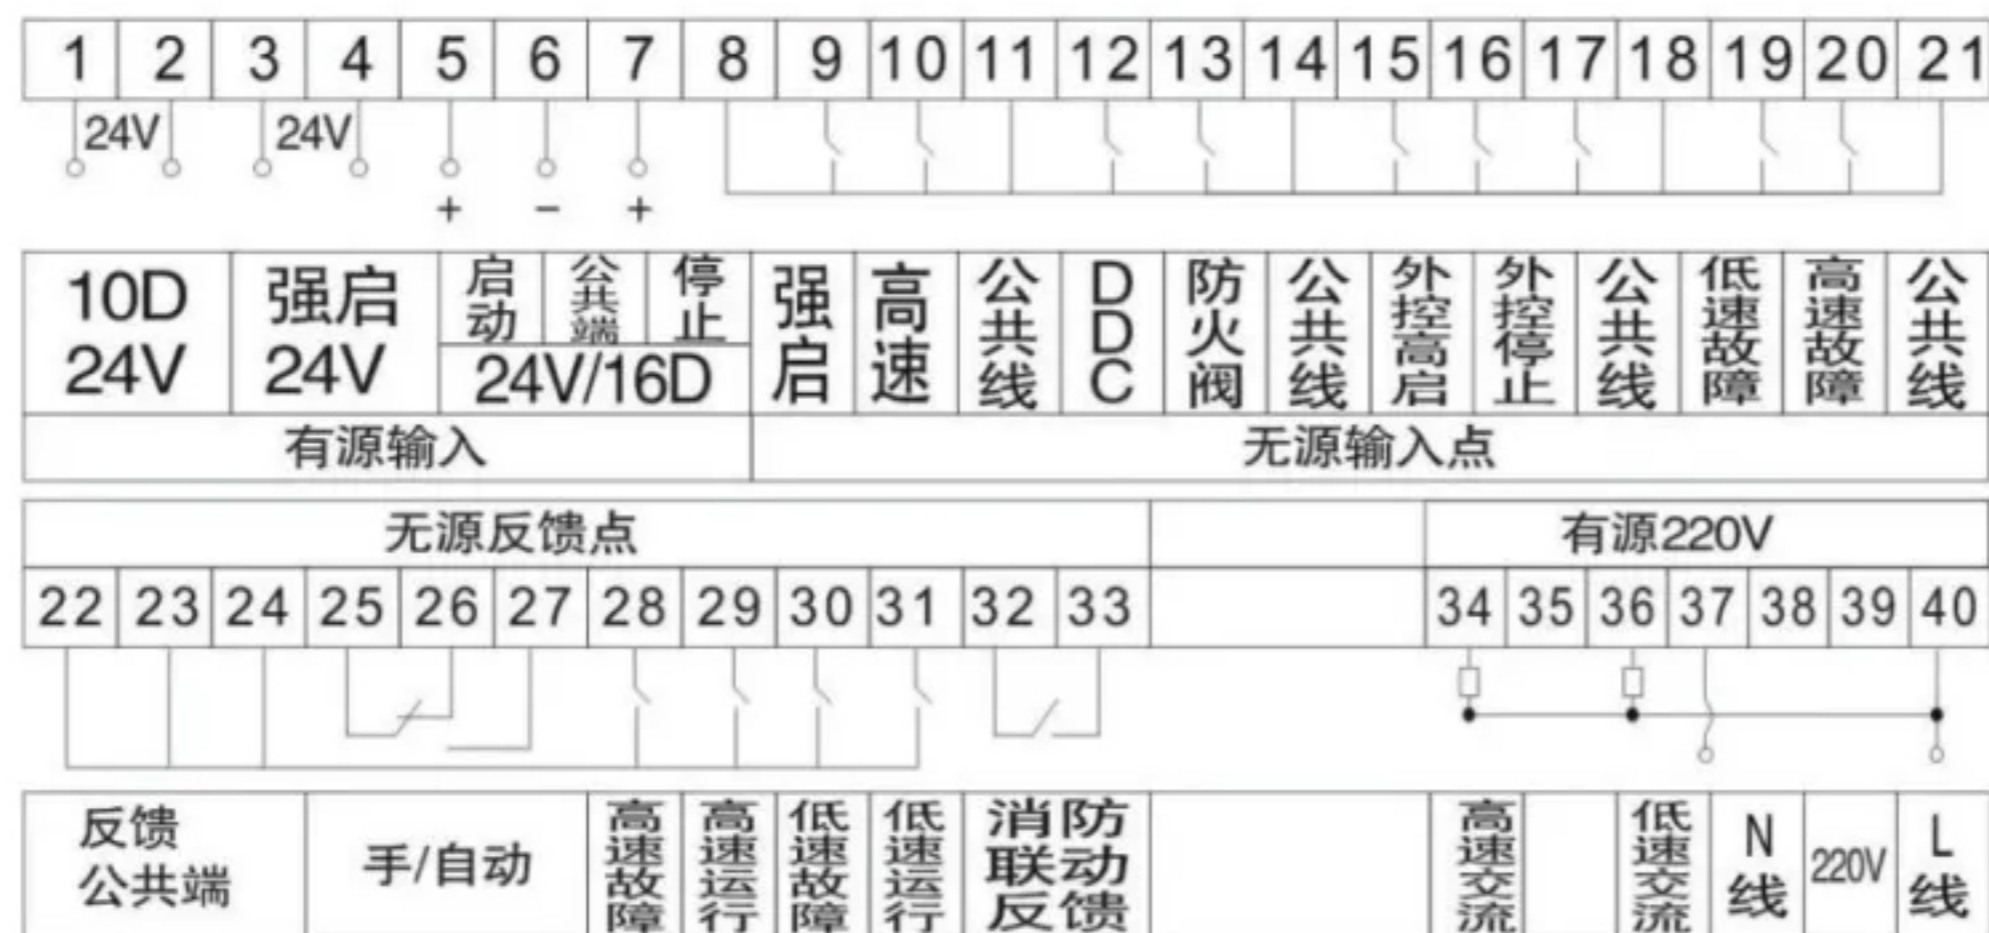 1 2 3 4 5 6 7 8 9 10 11 12 13 14 15 16 17 18 19 20 21
24V 24V
+ − +
10D 24V
强启 24V
启动 公共端 停止
24V/16D
强启
高速
公共线
DDC
防火阀
公共线
外控高启
外控停止
公共线
低速故障
高速故障
公共线
有源输入 无源输入点
无源反馈点 有源220V
22 23 24 25 26 27 28 29 30 31 32 33 34 35 36 37 38 39 40
反馈
公共端
手/自动
高速故障
高速运行
低速故障
低速运行
消防
联动
反馈
高速交流
低速交流
N线
220V
L线